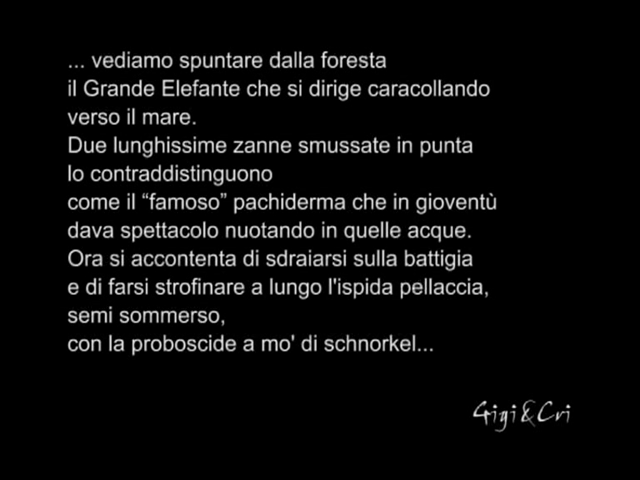 ... vediamo spuntare dalla foresta
il Grande Elefante che si dirige caracollando
verso il mare.
Due lunghissime zanne smussate in punta
lo contraddistinguono
come il “famoso” pachiderma che in gioventù
dava spettacolo nuotando in quelle acque.
Ora si accontenta di sdraiarsi sulla battigia
e di farsi strofinare a lungo l'ispida pellaccia,
semi sommerso,
con la proboscide a mo' di schnorkel...
Gigi&Cri